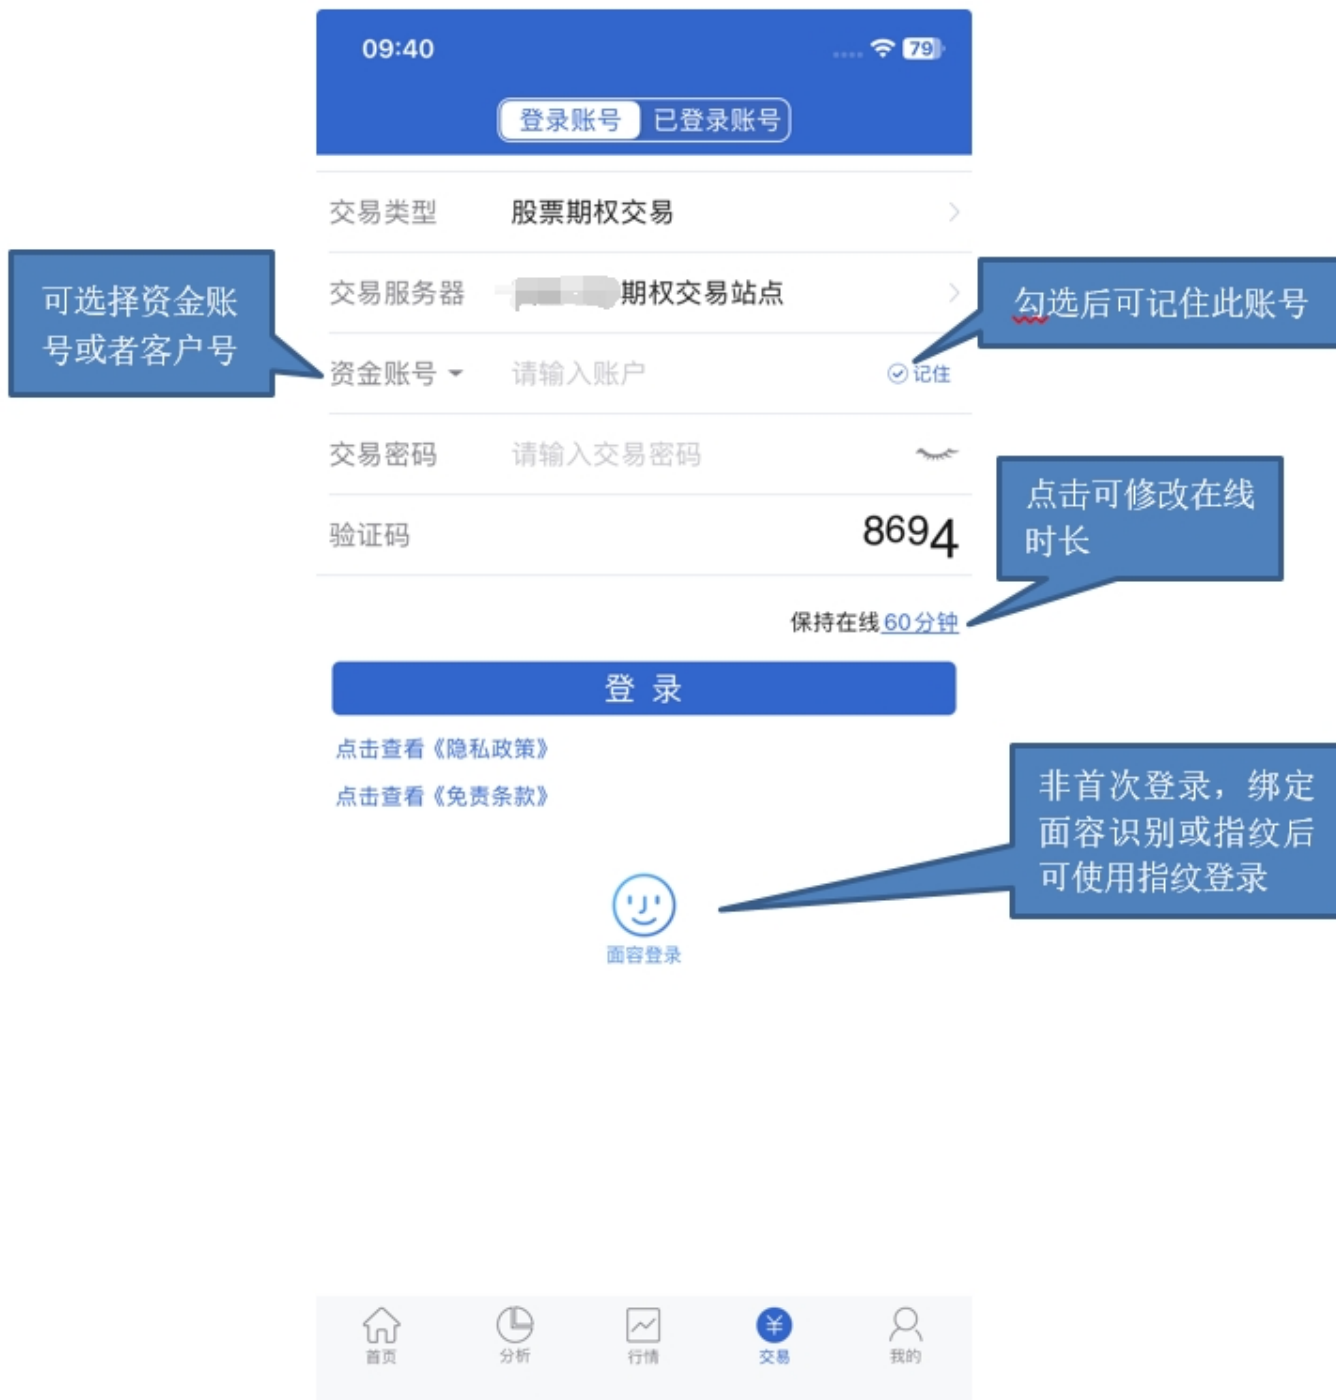 09:40
79
登录账号 已登录账号
交易类型 股票期权交易
可选择资金账
号或者客户号
交易服务器 期权交易站点
勾选后可记住此账号
资金账号 请输入账户 记住
交易密码 请输入交易密码
点击可修改在线
时长
验证码 8694
保持在线60分钟
登 录
点击查看《隐私政策》
点击查看《免责条款》
非首次登录，绑定
面容识别或指纹后
可使用指纹登录
面容登录
首页 分析 行情 交易 我的